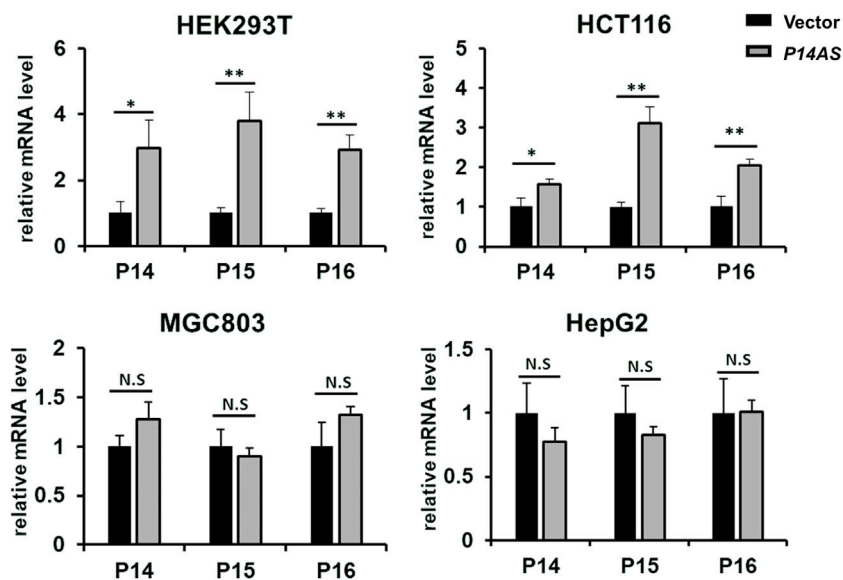 HEK293T
relative mRNA level
6
4
2
0
*
**
**
P14 P15 P16
HCT116
Vector
P14AS
relative mRNA level
5
4
3
2
1
0
*
**
**
P14 P15 P16
MGC803
relative mRNA level
2
1.5
1
0.5
0
N.S
N.S
N.S
P14 P15 P16
HepG2
relative mRNA level
1.5
1
0.5
0
N.S
N.S
N.S
P14 P15 P16